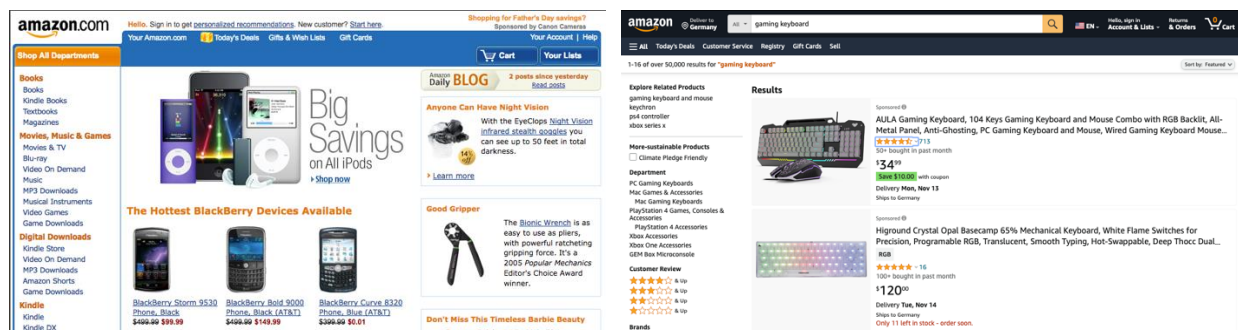 amazon.com
Hello. Sign in to get personalized recommendations. New customer? Start here.
Shopping for Father's Day savings?
Sponsored by Canon Cameras
Your Amazon.com
Today's Deals
Gifts & Wish Lists
Gift Cards
Your Account | Help
Shop All Departments
Cart
Your Lists
Books
Books
Kindle Books
Textbooks
Magazines
Movies, Music & Games
Movies & TV
Blu-ray
Video On Demand
Music
MP3 Downloads
Musical Instruments
Video Games
Game Downloads
Digital Downloads
Kindle Store
Video On Demand
MP3 Downloads
Amazon Shorts
Game Downloads
Kindle
Kindle
Kindle DX
Big
Savings
on All iPods
Shop now
The Hottest BlackBerry Devices Available
BlackBerry Storm 9530
Phone, Black
$499.99 $99.99
BlackBerry Bold 9000
Phone, Black (AT&T)
$499.99 $149.99
BlackBerry Curve 8320
Phone, Blue (AT&T)
$399.99 $0.01
Amazon
Daily BLOG
2 posts since yesterday
Read posts
Anyone Can Have Night Vision
With the EyeClops Night Vision
infrared stealth goggles you
can see up to 50 feet in total
darkness.
14%
off
Learn more
Good Gripper
The Bionic Wrench is as
easy to use as pliers,
with powerful ratcheting
gripping force. It's a
2005 Popular Mechanics
Editor's Choice Award
winner.
Don't Miss This Timeless Barbie Beauty
amazon
Deliver to
Germany
All
gaming keyboard
EN
Hello, sign in
Account & Lists
Returns
& Orders
0
Cart
All
Today's Deals
Customer Service
Registry
Gift Cards
Sell
1-16 of over 50,000 results for "gaming keyboard"
Sort by: Featured
Explore Related Products
gaming keyboard and mouse
keychron
ps4 controller
xbox series x
More-sustainable Products
Climate Pledge Friendly
Department
PC Gaming Keyboards
Mac Games & Accessories
Mac Gaming Keyboards
PlayStation 4 Games, Consoles &
Accessories
PlayStation 4 Accessories
Xbox Accessories
Xbox One Accessories
GEM Box Microconsole
Customer Review
& Up
& Up
& Up
& Up
Brands
Results
Sponsored
AULA Gaming Keyboard, 104 Keys Gaming Keyboard and Mouse Combo with RGB Backlit, All-
Metal Panel, Anti-Ghosting, PC Gaming Keyboard and Mouse, Wired Gaming Keyboard Mouse...
713
50+ bought in past month
$34.99
Save $10.00 with coupon
Delivery Mon, Nov 13
Ships to Germany
Sponsored
Higround Crystal Opal Basecamp 65% Mechanical Keyboard, White Flame Switches for
Precision, Programable RGB, Translucent, Smooth Typing, Hot-Swappable, Deep Thocc Dual...
RGB
16
100+ bought in past month
$120.00
Delivery Tue, Nov 14
Ships to Germany
Only 11 left in stock - order soon.